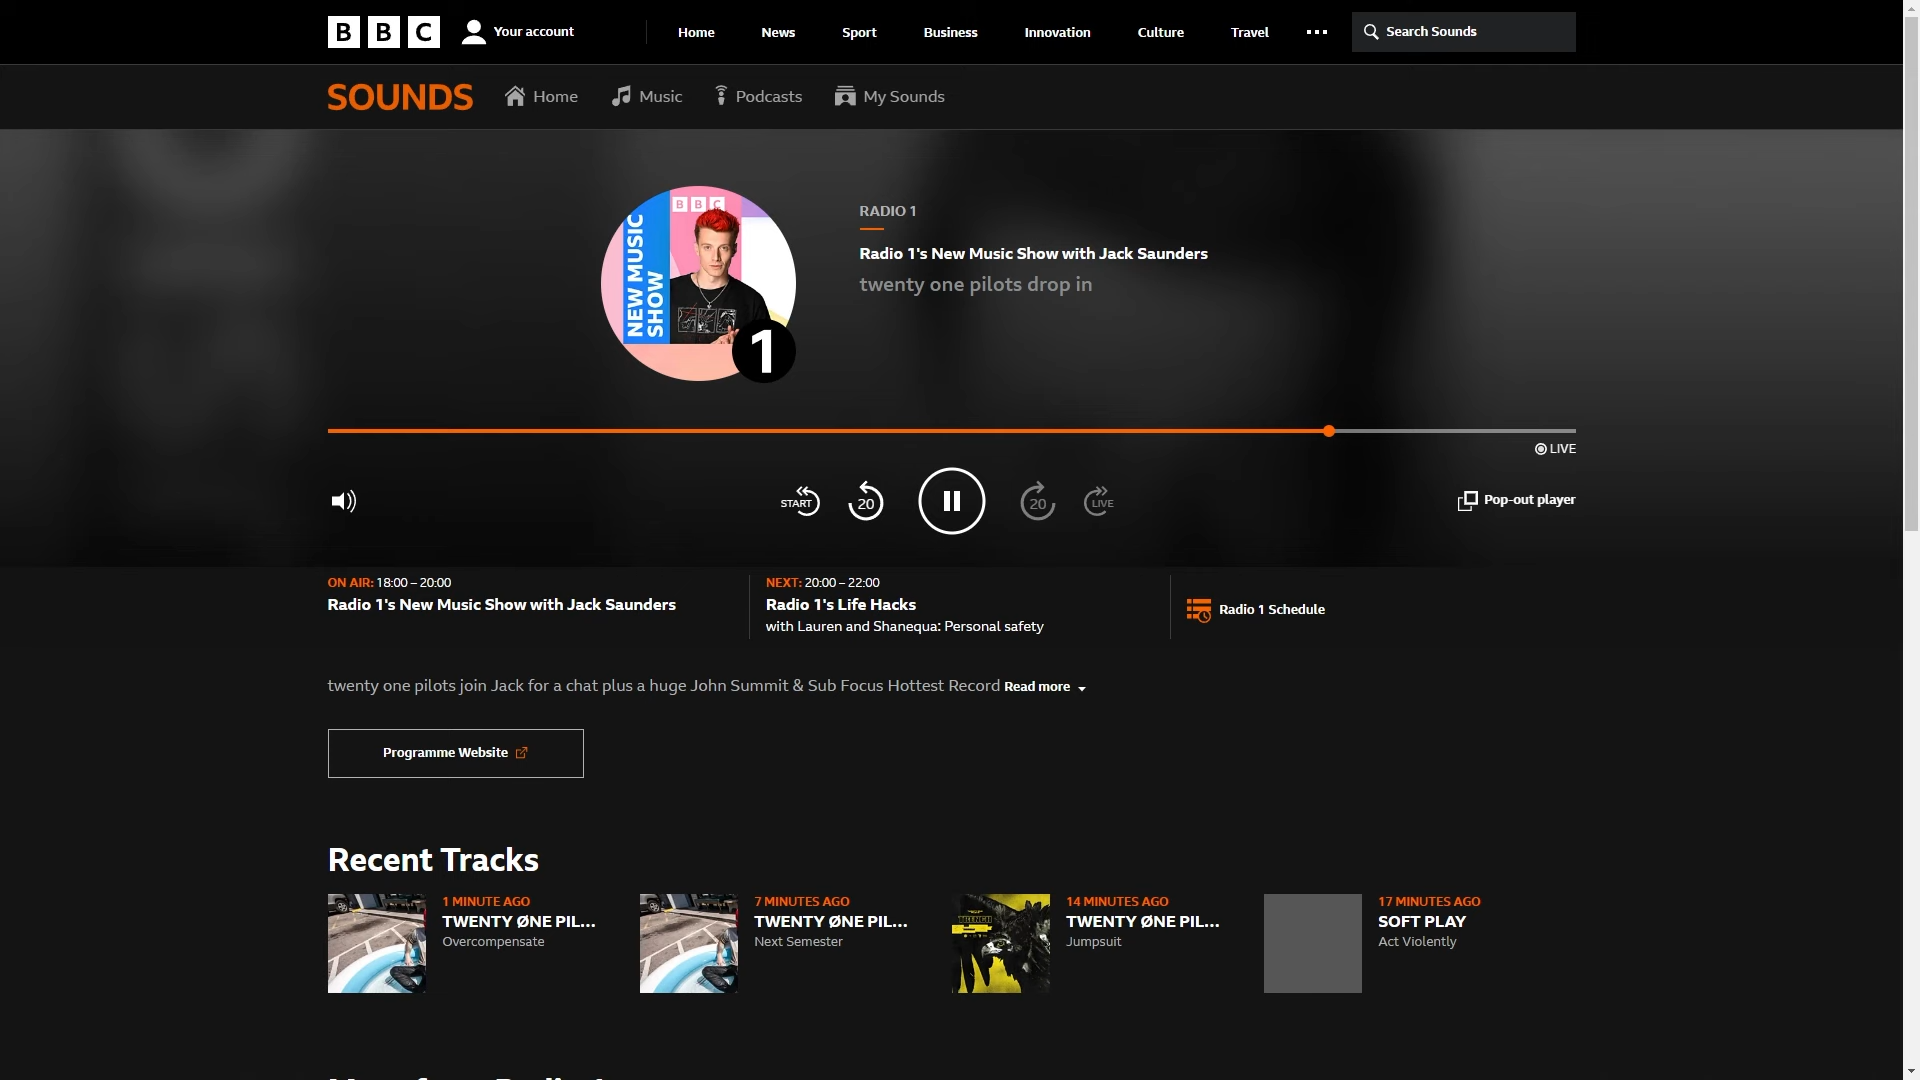 BBC
Your account
Home
News
Sport
Business
Innovation
Culture
Travel
Search Sounds
SOUNDS
Home
Music
Podcasts
My Sounds
BBC
NEW MUSIC
SHOW
1
RADIO 1
Radio 1's New Music Show with Jack Saunders
twenty one pilots drop in
LIVE
START
20
20
LIVE
Pop-out player
ON AIR: 18:00 – 20:00
Radio 1's New Music Show with Jack Saunders
NEXT: 20:00 – 22:00
Radio 1's Life Hacks
with Lauren and Shanequa: Personal safety
Radio 1 Schedule
twenty one pilots join Jack for a chat plus a huge John Summit & Sub Focus Hottest Record Read more
Programme Website
Recent Tracks
1 MINUTE AGO
TWENTY ØNE PIL...
Overcompensate
7 MINUTES AGO
TWENTY ØNE PIL...
Next Semester
TRENCH
14 MINUTES AGO
TWENTY ØNE PIL...
Jumpsuit
17 MINUTES AGO
SOFT PLAY
Act Violently